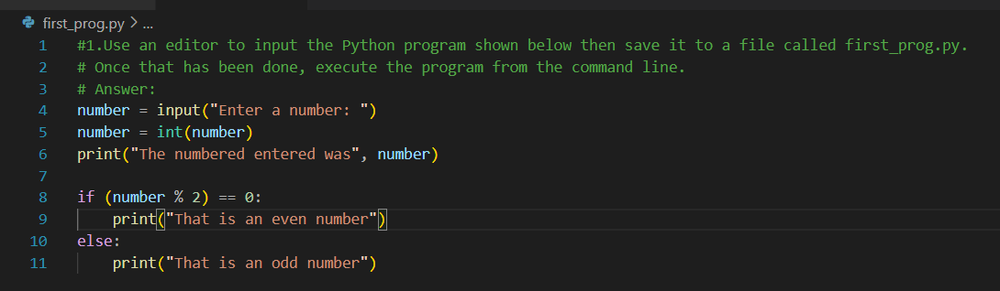 first_prog.py > ...
1 #1.Use an editor to input the Python program shown below then save it to a file called first_prog.py.
2 # Once that has been done, execute the program from the command line.
3 # Answer:
4 number = input("Enter a number: ")
5 number = int(number)
6 print("The numbered entered was", number)
7
8 if (number % 2) == 0:
9     print("That is an even number")
10 else:
11     print("That is an odd number")